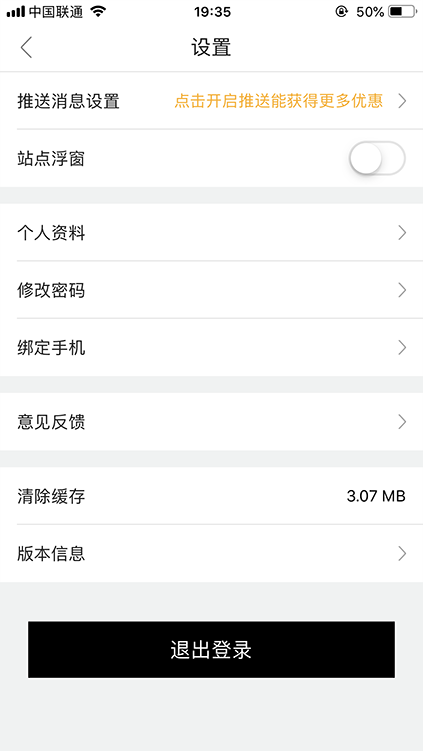 中国联通 19:35 50%
设置
推送消息设置 点击开启推送能获得更多优惠
站点浮窗
个人资料
修改密码
绑定手机
意见反馈
清除缓存 3.07 MB
版本信息
退出登录